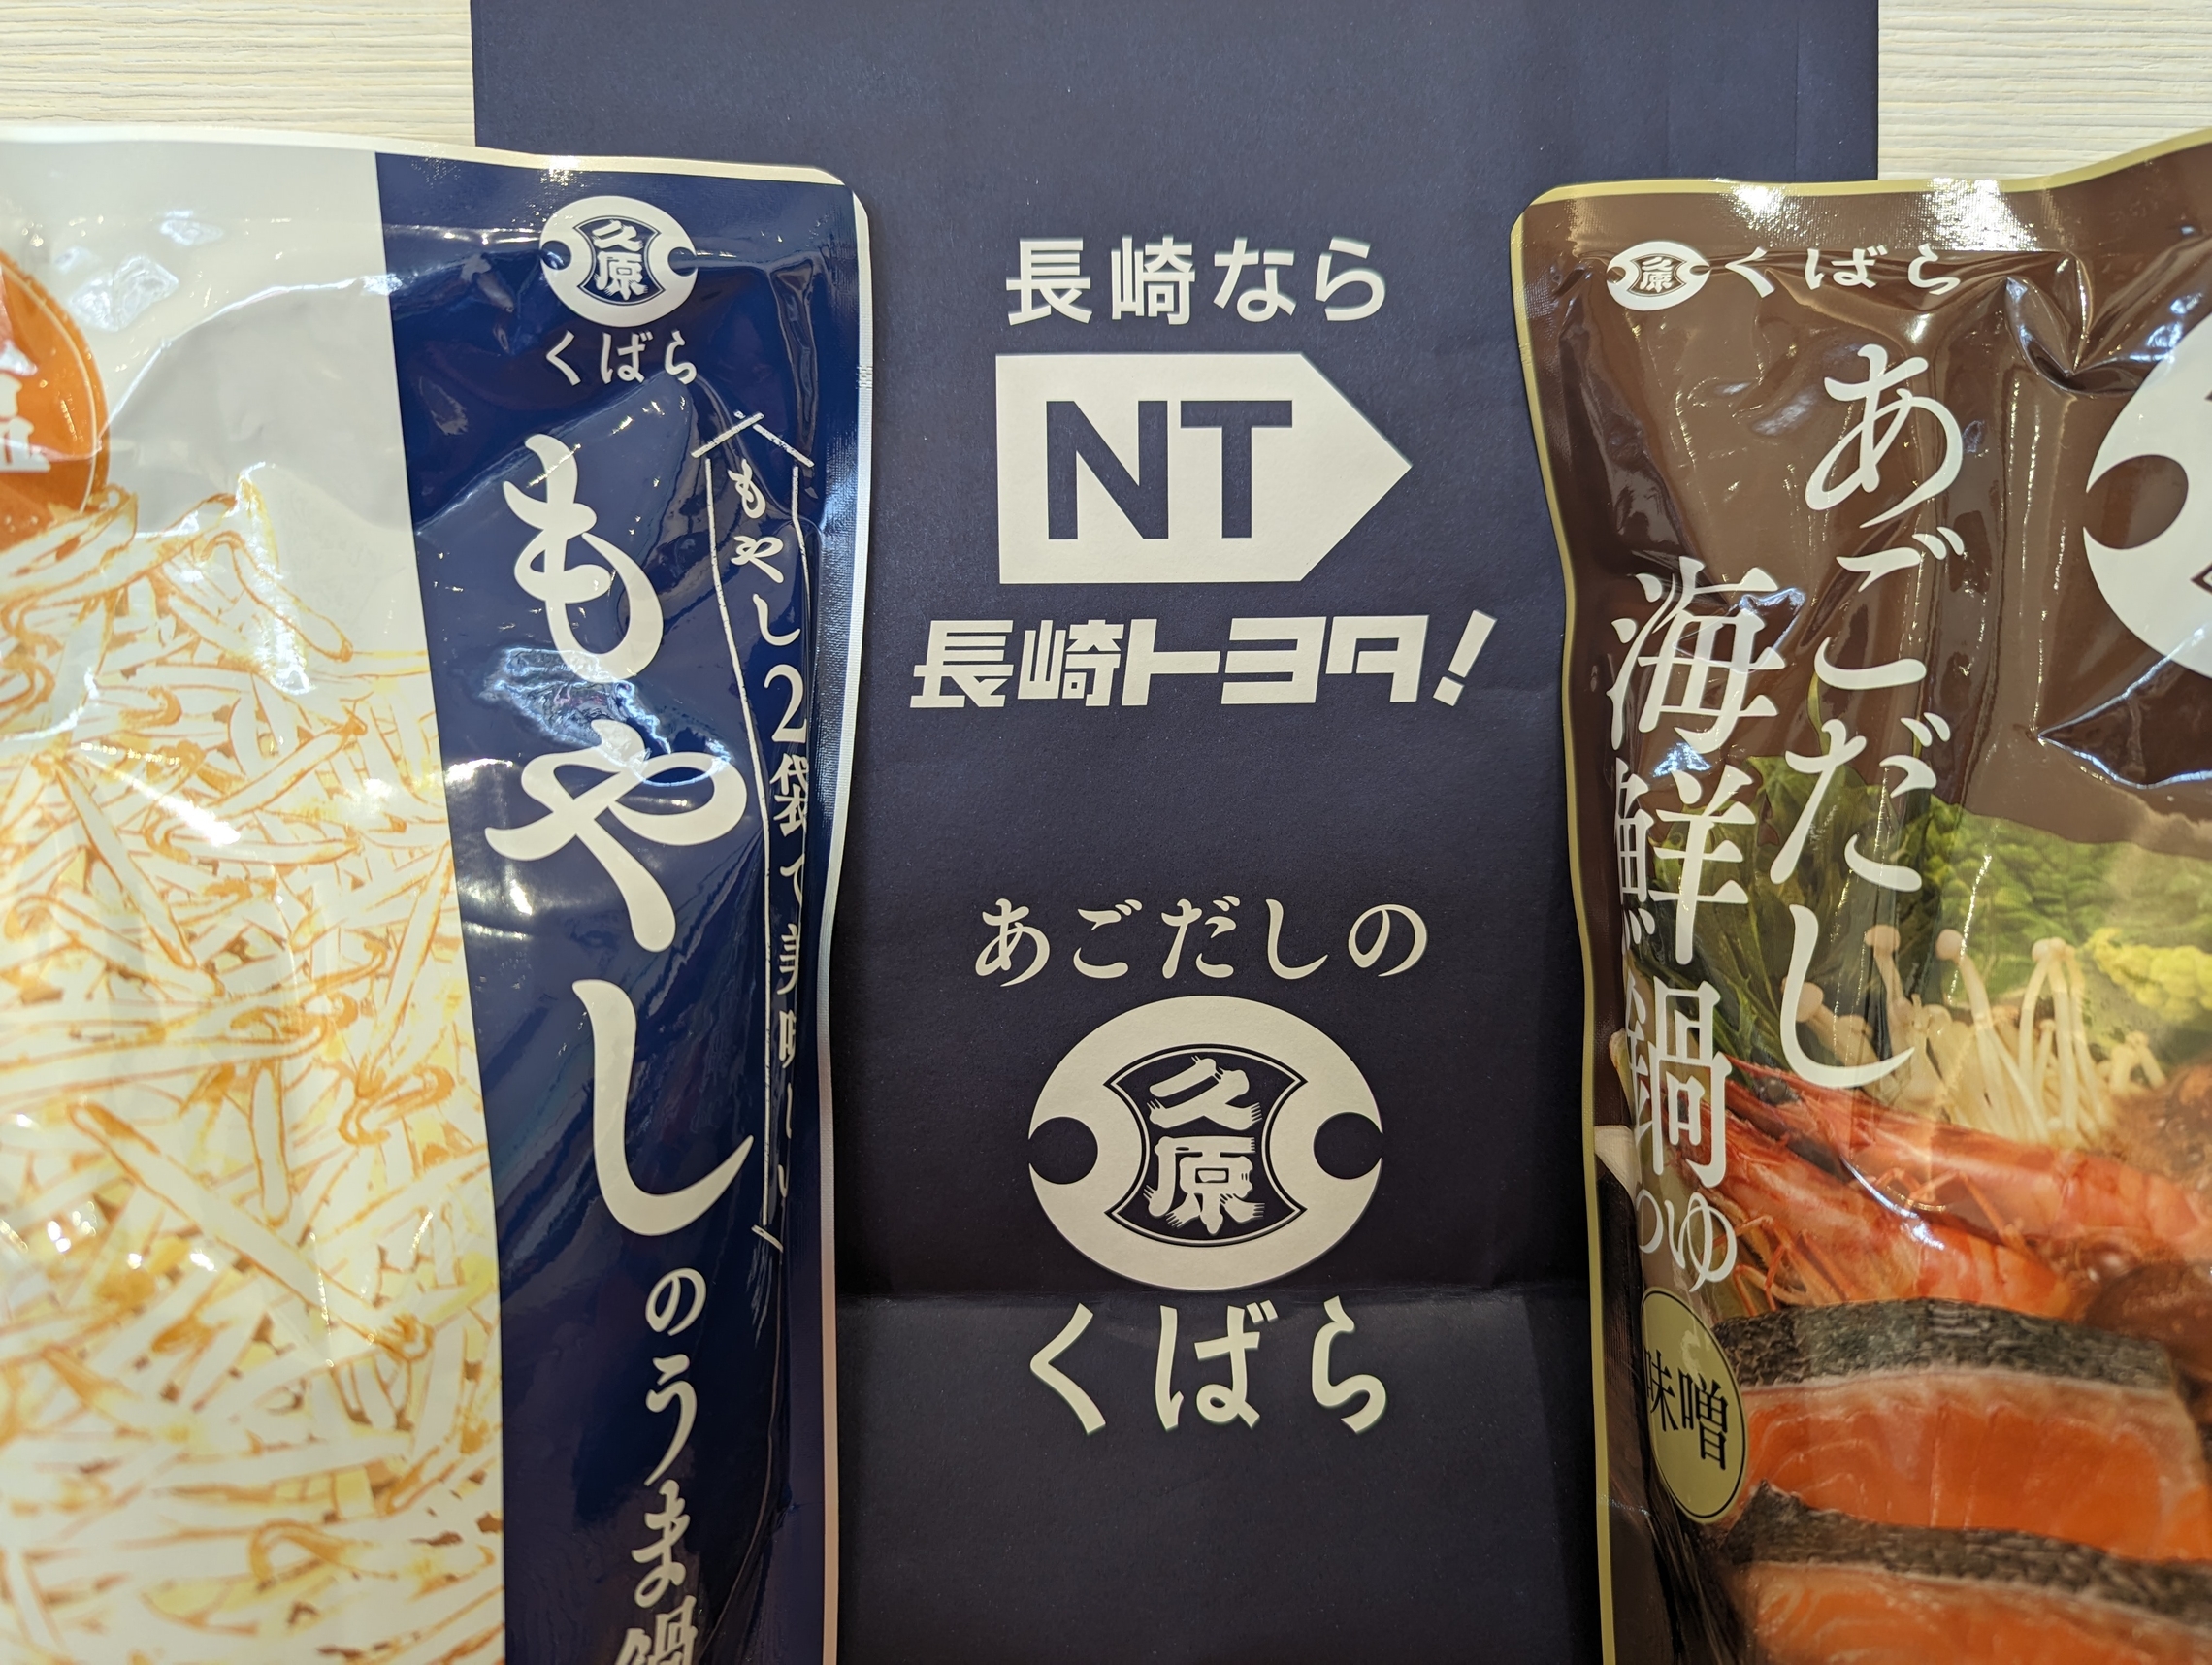 久原
くばら
もやし2袋で美味しい
もやし
のうま鍋
長崎なら
NT
長崎トヨタ!
あごだしの
久原
くばら
久原
くばら
あごだし
海鮮鍋
つゆ
味噌